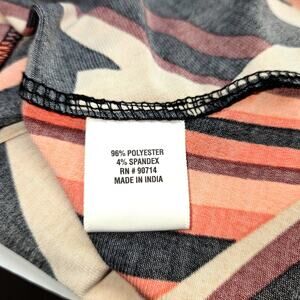 96% POLYESTER
4% SPANDEX
RN # 90714
MADE IN INDIA